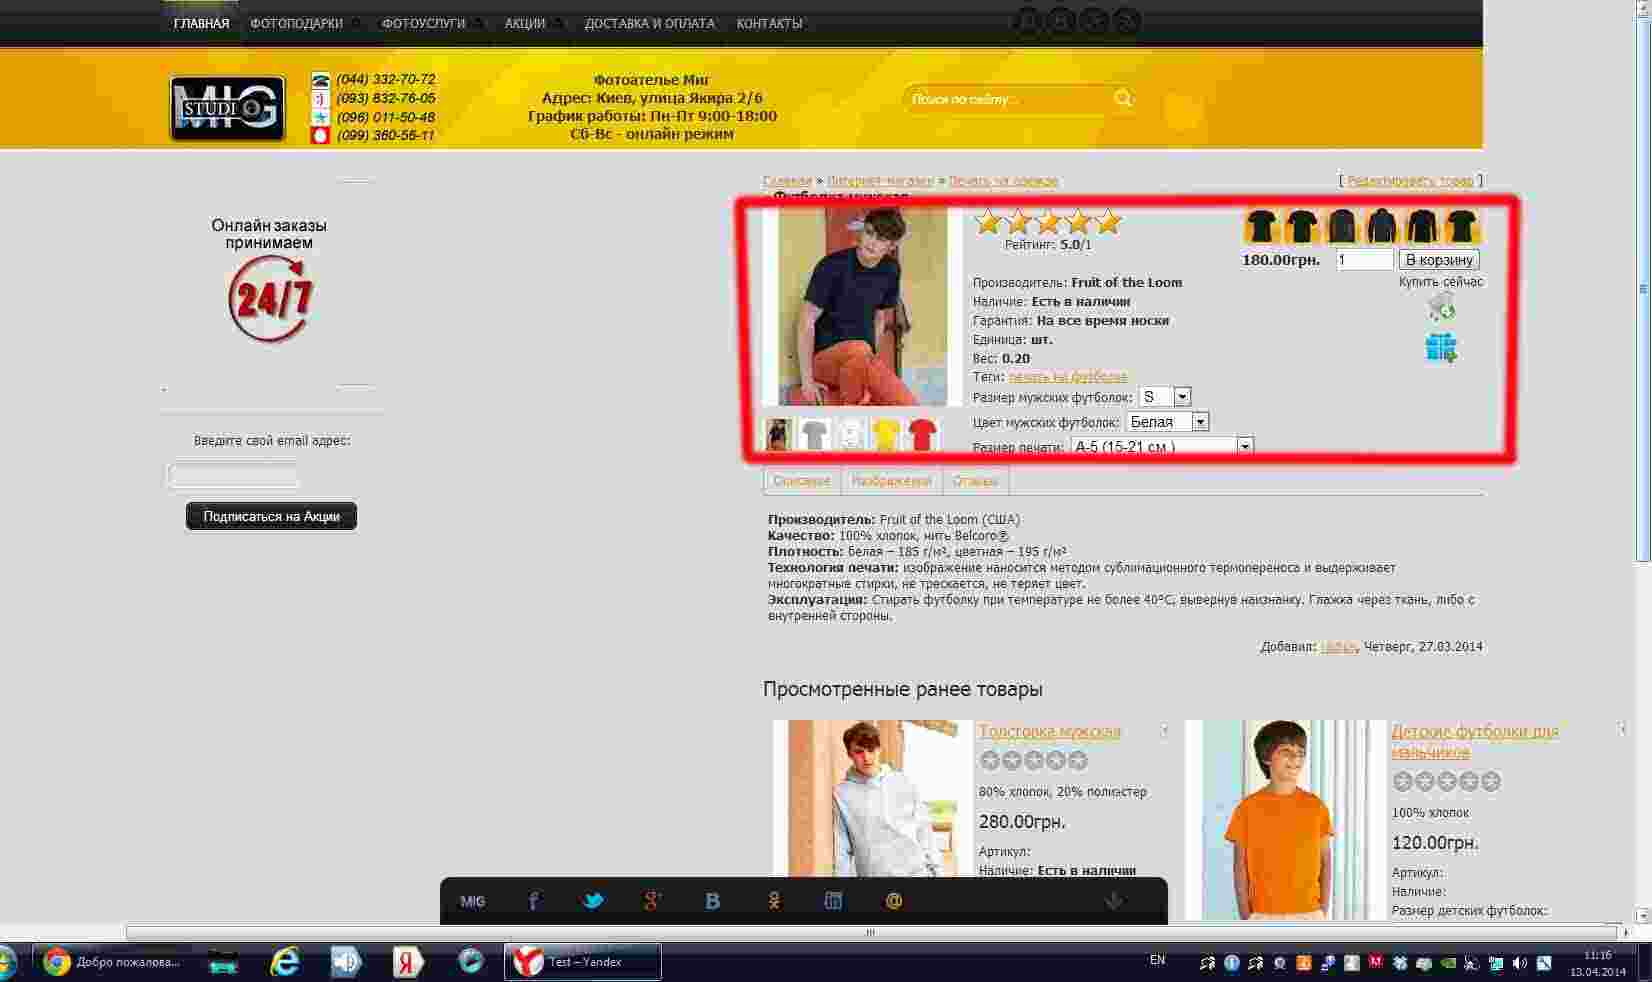 ГЛАВНАЯ ФОТОПОДАРКИ ФОТОУСЛУГИ АКЦИИ ДОСТАВКА И ОПЛАТА КОНТАКТЫ
MIG STUDIO
(044) 332-70-72
(093) 832-76-05
(096) 011-50-48
(099) 360-56-11
Фотоателье Миг
Адрес: Киев, улица Якира 2/6
График работы: Пн-Пт 9:00-18:00
Сб-Вс - онлайн режим
Поиск по сайту...
Онлайн заказы
принимаем
24/7
Введите свой email адрес:
Подписаться на Акции
Главная » Интернет-магазин » Печать на одежде
[ Редактировать товар ]
Футболка мужская
Рейтинг: 5.0/1
180.00грн. 1 В корзину
Купить сейчас
Производитель: Fruit of the Loom
Наличие: Есть в наличии
Гарантия: На все время носки
Единица: шт.
Вес: 0.20
Теги: печать на футболке
Размер мужских футболок: S
Цвет мужских футболок: Белая
Размер печати: А-5 (15-21 см )
Описание Изображения Отзывы
Производитель: Fruit of the Loom (США)
Качество: 100% хлопок, нить Belcoro®
Плотность: белая – 185 г/м², цветная – 195 г/м²
Технология печати: изображение наносится методом сублимационного термопереноса и выдерживает
многократные стирки, не трескается, не теряет цвет.
Эксплуатация: Стирать футболку при температуре не более 40°С, вывернув наизнанку. Глажка через ткань, либо с
внутренней стороны.
Добавил: , Четверг, 27.03.2014
Просмотренные ранее товары
Толстовка мужская
80% хлопок, 20% полиэстер
280.00грн.
Артикул:
Наличие: Есть в наличии
Детские футболки для
мальчиков
100% хлопок
120.00грн.
Артикул:
Наличие:
Размер детских футболок:
MIG
Добро пожалова...
Test – Yandex
EN
11:16
13.04.2014